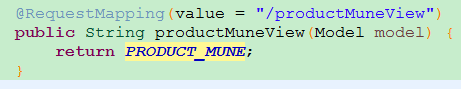 @RequestMapping(value = "/productMuneView")
public String productMuneView(Model model) {
    return PRODUCT_MUNE;
}